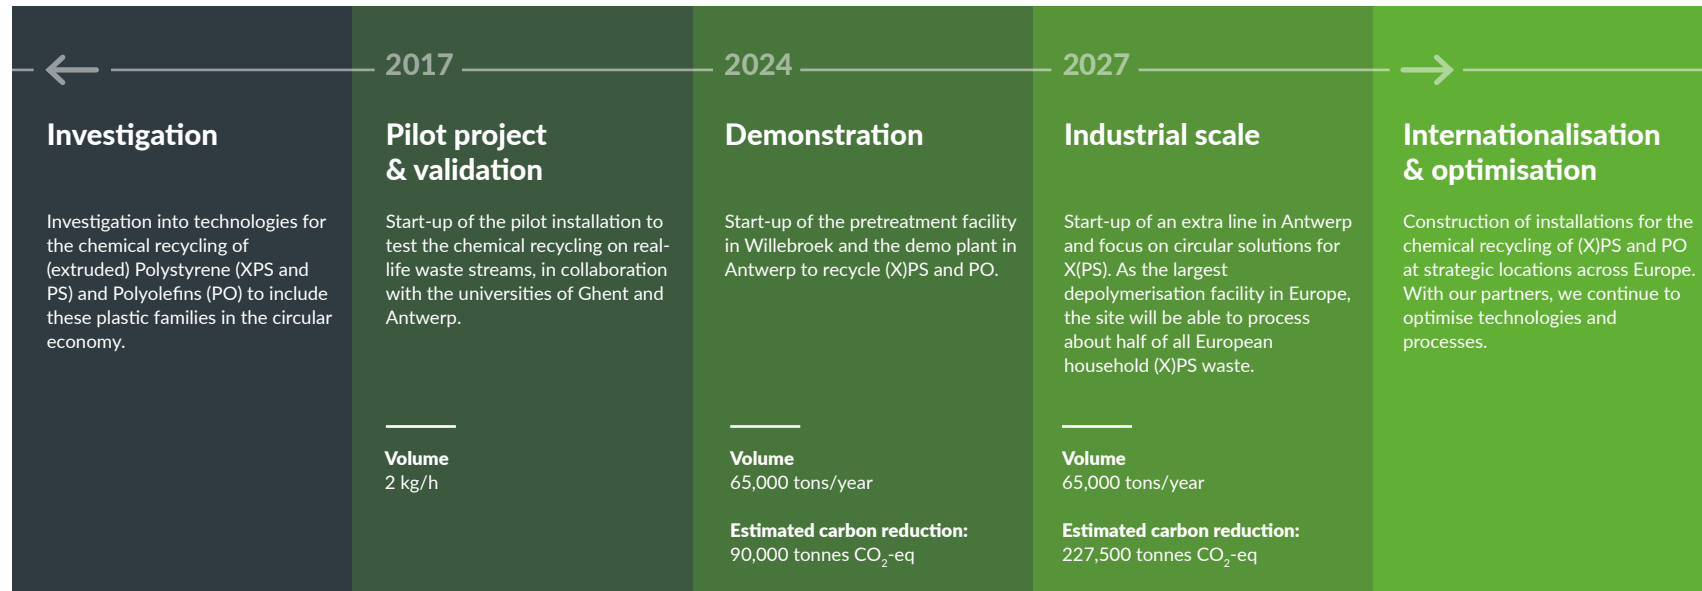 Investigation
Investigation into technologies for
the chemical recycling of
(extruded) Polystyrene (XPS and
PS) and Polyolefins (PO) to include
these plastic families in the circular
economy.
2017
Pilot project
& validation
Start-up of the pilot installation to
test the chemical recycling on real-
life waste streams, in collaboration
with the universities of Ghent and
Antwerp.
Volume
2 kg/h
2024
Demonstration
Start-up of the pretreatment facility
in Willebroek and the demo plant in
Antwerp to recycle (X)PS and PO.
Volume
65,000 tons/year
Estimated carbon reduction:
90,000 tonnes CO₂-eq
2027
Industrial scale
Start-up of an extra line in Antwerp
and focus on circular solutions for
X(PS). As the largest
depolymerisation facility in Europe,
the site will be able to process
about half of all European
household (X)PS waste.
Volume
65,000 tons/year
Estimated carbon reduction:
227,500 tonnes CO₂-eq
Internationalisation
& optimisation
Construction of installations for the
chemical recycling of (X)PS and PO
at strategic locations across Europe.
With our partners, we continue to
optimise technologies and
processes.